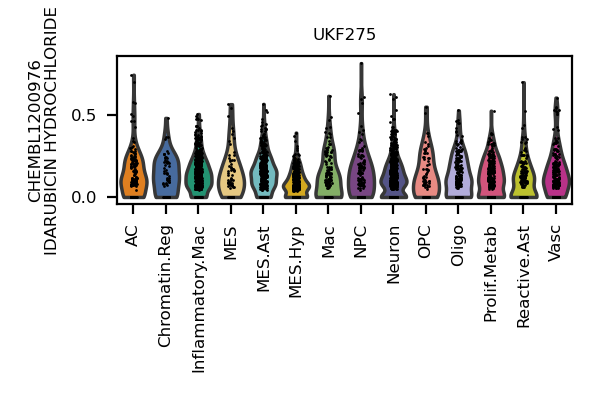 UKF275
CHEMBL1200976
IDARUBICIN HYDROCHLORIDE
0.5
0.0
AC
Chromatin.Reg
Inflammatory.Mac
MES
MES.Ast
MES.Hyp
Mac
NPC
Neuron
OPC
Oligo
Prolif.Metab
Reactive.Ast
Vasc